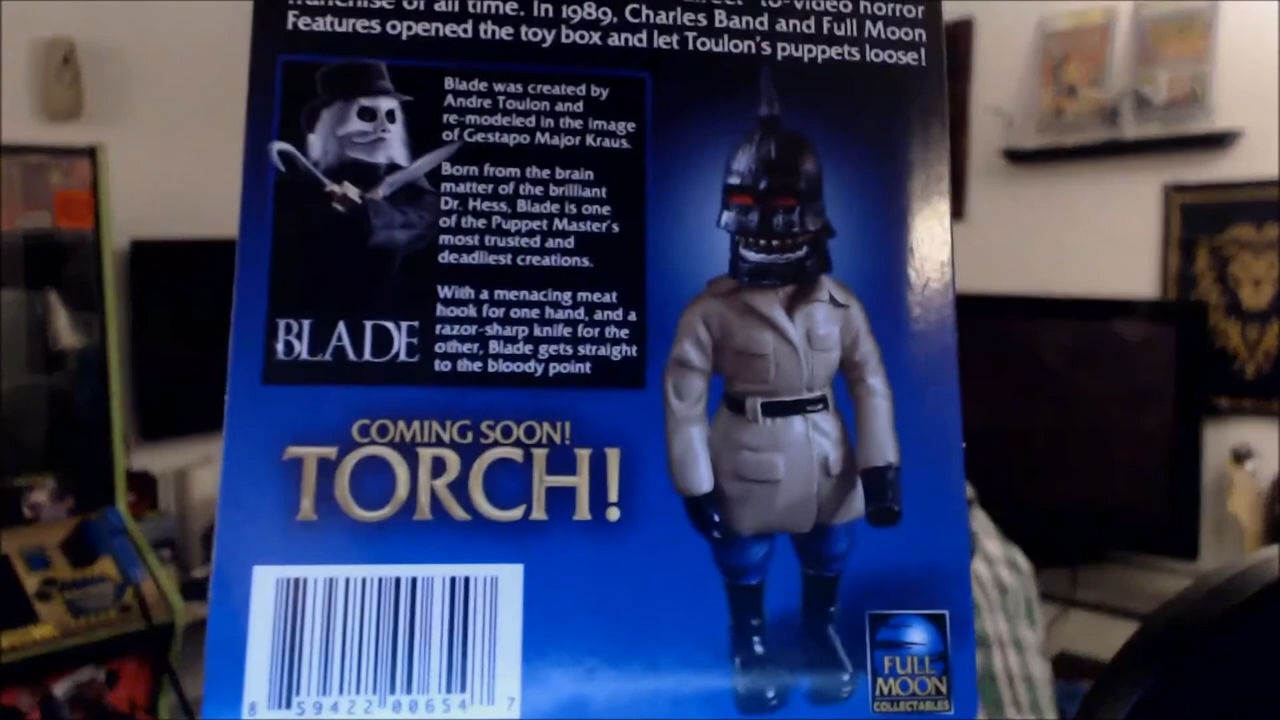 of all time. In 1989, Charles Band and Full Moon
Features opened the toy box and let Toulon's puppets loose!
Blade was created by
Andre Toulon and
re-modeled in the image
of Gestapo Major Kraus.
Born from the brain
matter of the brilliant
Dr. Hess, Blade is one
of the Puppet Master's
most trusted and
deadliest creations.
With a menacing meat
hook for one hand, and a
razor-sharp knife for the
other, Blade gets straight
to the bloody point
BLADE
COMING SOON!
TORCH!
8 59422 00654 7
FULL
MOON
COLLECTABLES